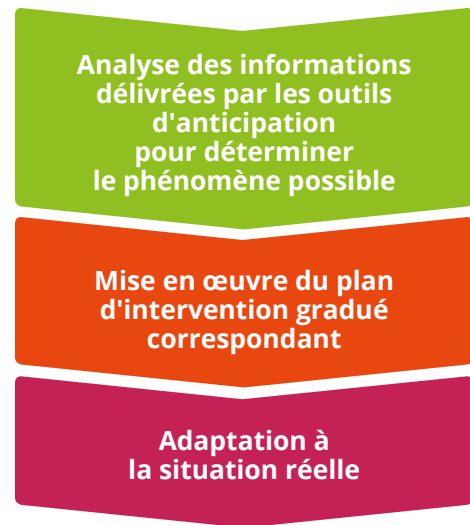 Analyse des informations
délivrées par les outils
d'anticipation
pour déterminer
le phénomène possible
Mise en œuvre du plan
d'intervention gradué
correspondant
Adaptation à
la situation réelle